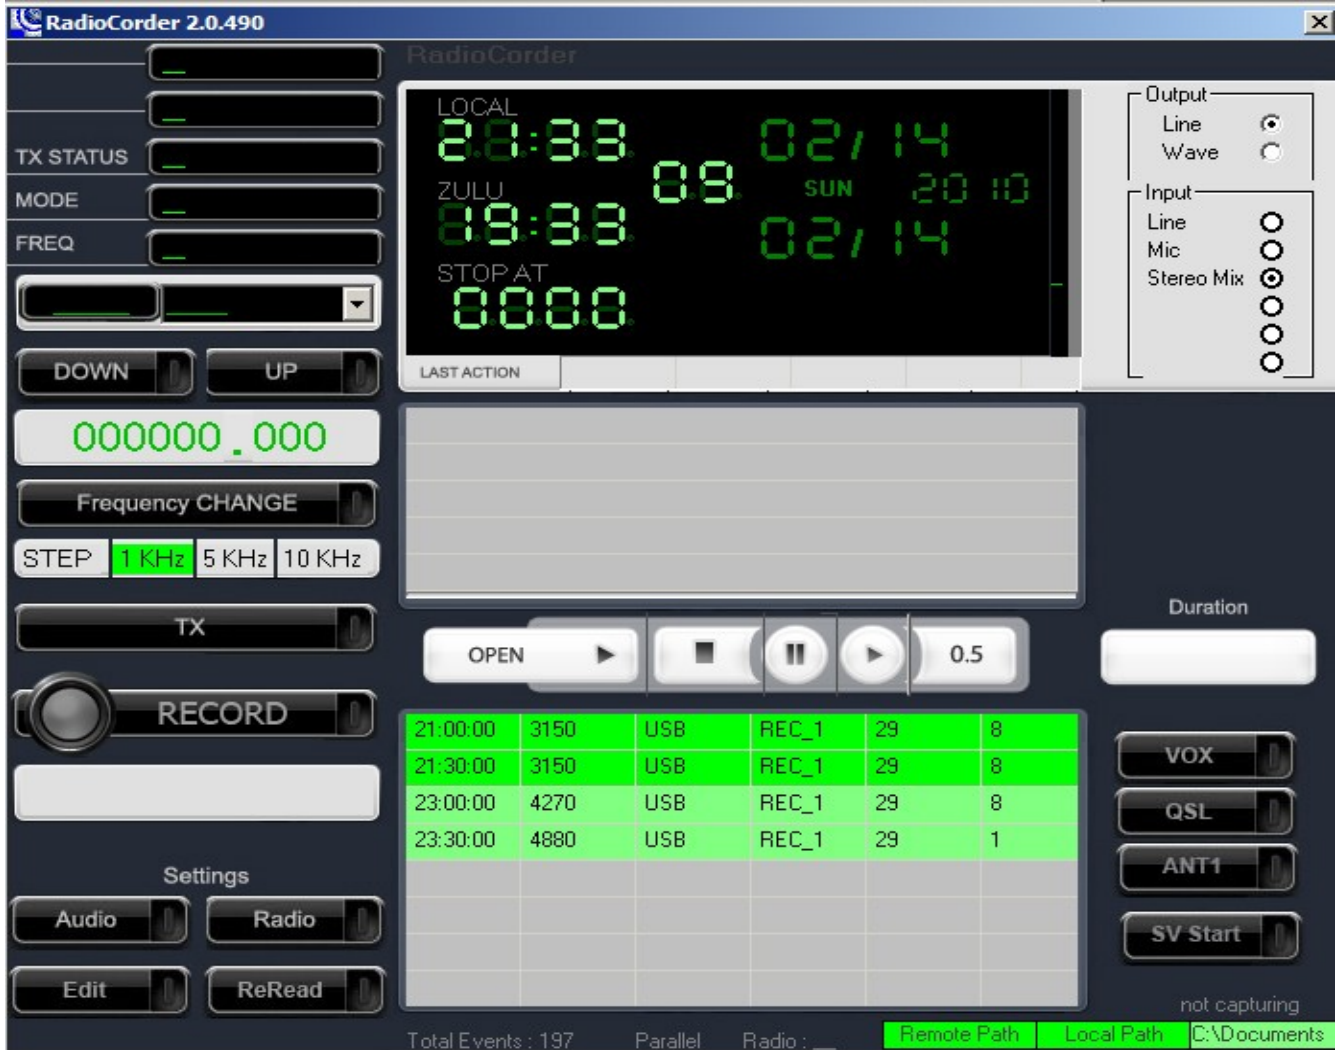 RadioCorder 2.0.490
RadioCorder
TX STATUS
MODE
FREQ
DOWN UP
000000.000
Frequency CHANGE
STEP 1 KHz 5 KHz 10 KHz
TX
RECORD
Settings
Audio Radio
Edit ReRead
LOCAL
21:33 02/14
09 SUN 2010
ZULU
19:33 02/14
STOP AT
0000
LAST ACTION
Output
Line
Wave
Input
Line
Mic
Stereo Mix
OPEN 0.5
Duration
21:00:00 3150 USB REC_1 29 8
21:30:00 3150 USB REC_1 29 8
23:00:00 4270 USB REC_1 29 8
23:30:00 4880 USB REC_1 29 1
VOX
QSL
ANT1
SV Start
not capturing
Total Events : 197 Parallel Radio : __ Remote Path Local Path C:\Documents